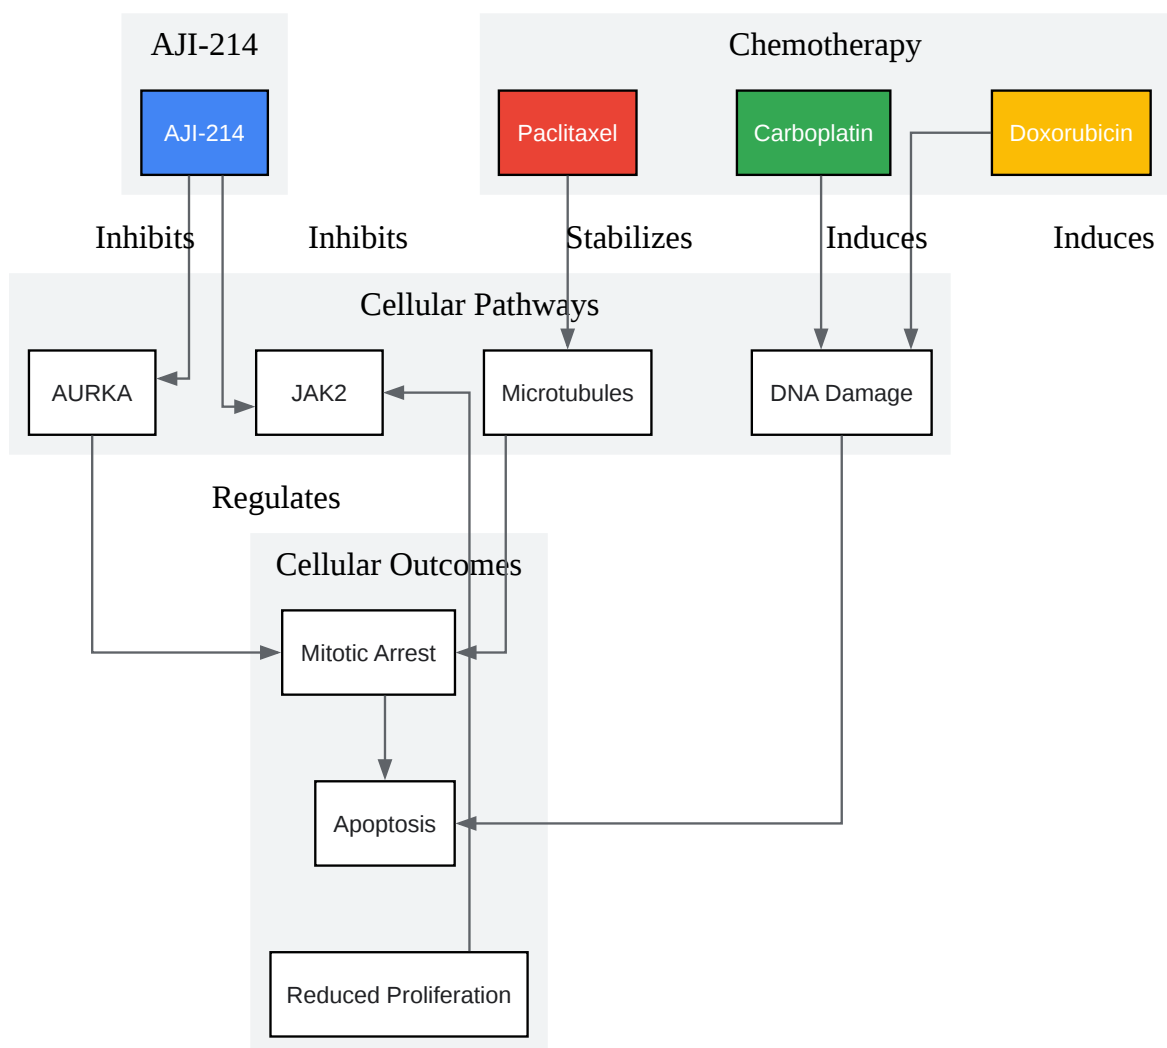 AJI-214
Chemotherapy
AJI-214
Paclitaxel
Carboplatin
Doxorubicin
Inhibits
Inhibits
Stabilizes
Induces
Induces
Cellular Pathways
AURKA
JAK2
Microtubules
DNA Damage
Regulates
Cellular Outcomes
Mitotic Arrest
Apoptosis
Reduced Proliferation